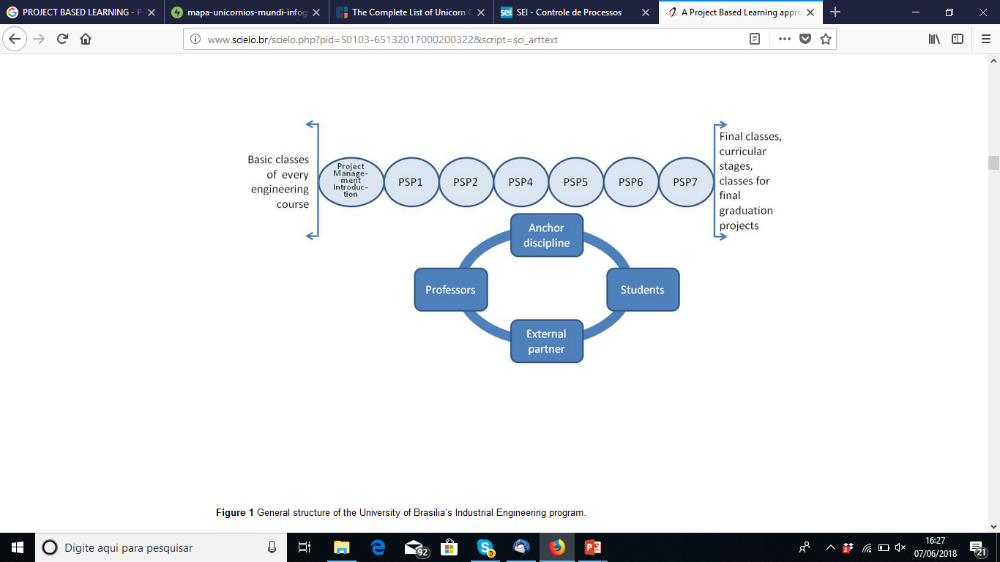 PROJECT BASED LEARNING - P
mapa-unicornios-mundi-infog
The Complete List of Unicorn C
sei!
SEI - Controle de Processos
A Project Based Learning appro
www.scielo.br/scielo.php?pid=S0103-65132017000200322&script=sci_arttext
Basic classes
of every
engineering
course
Project
Manage-
ment
Introduc-
tion
PSP1
PSP2
PSP4
PSP5
PSP6
PSP7
Final classes,
curricular
stages,
classes for
final
graduation
projects
Anchor
discipline
Professors
Students
External
partner
Figure 1 General structure of the University of Brasilia's Industrial Engineering program.
Digite aqui para pesquisar
92
3
2
16:27
07/06/2018
21